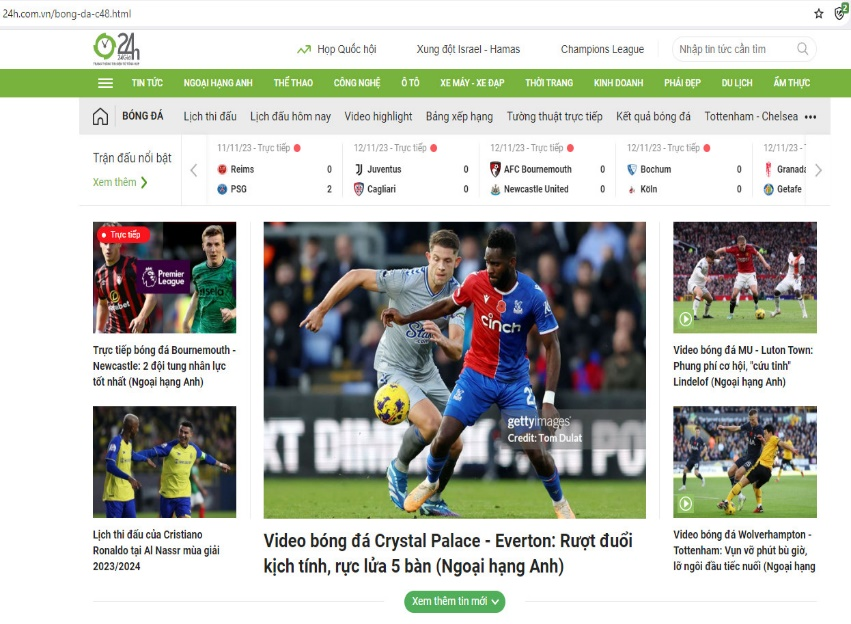 24h.com.vn/bong-da-c48.html
2
24h
Họp Quốc hội
Xung đột Israel - Hamas
Champions League
Nhập tin tức cần tìm
TIN TỨC
NGOẠI HẠNG ANH
THỂ THAO
CÔNG NGHỆ
Ô TÔ
XE MÁY - XE ĐẠP
THỜI TRANG
KINH DOANH
PHÁI ĐẸP
DU LỊCH
ẨM THỰC
BÓNG ĐÁ
Lịch thi đấu
Lịch đấu hôm nay
Video highlight
Bảng xếp hạng
Tường thuật trực tiếp
Kết quả bóng đá
Tottenham - Chelsea
Trận đấu nổi bật
Xem thêm
11/11/23 - Trực tiếp
Reims 0
PSG 2
12/11/23 - Trực tiếp
Juventus 0
Cagliari 0
12/11/23 - Trực tiếp
AFC Bournemouth 0
Newcastle United 0
12/11/23 - Trực tiếp
Bochum 0
Köln 0
12/11/23 -
Granada
Getafe
Trực tiếp
Premier
League
Trực tiếp bóng đá Bournemouth -
Newcastle: 2 đội tung nhân lực
tốt nhất (Ngoại hạng Anh)
Lịch thi đấu của Cristiano
Ronaldo tại Al Nassr mùa giải
2023/2024
cinch
gettyimages
Credit: Tom Dulat
Video bóng đá Crystal Palace - Everton: Rượt đuổi
kịch tính, rực lửa 5 bàn (Ngoại hạng Anh)
Video bóng đá MU - Luton Town:
Phung phí cơ hội, "cứu tinh"
Lindelof (Ngoại hạng Anh)
Video bóng đá Wolverhampton -
Tottenham: Vụn vỡ phút bù giờ,
lỡ ngôi đầu tiếc nuối (Ngoại hạng
Xem thêm tin mới